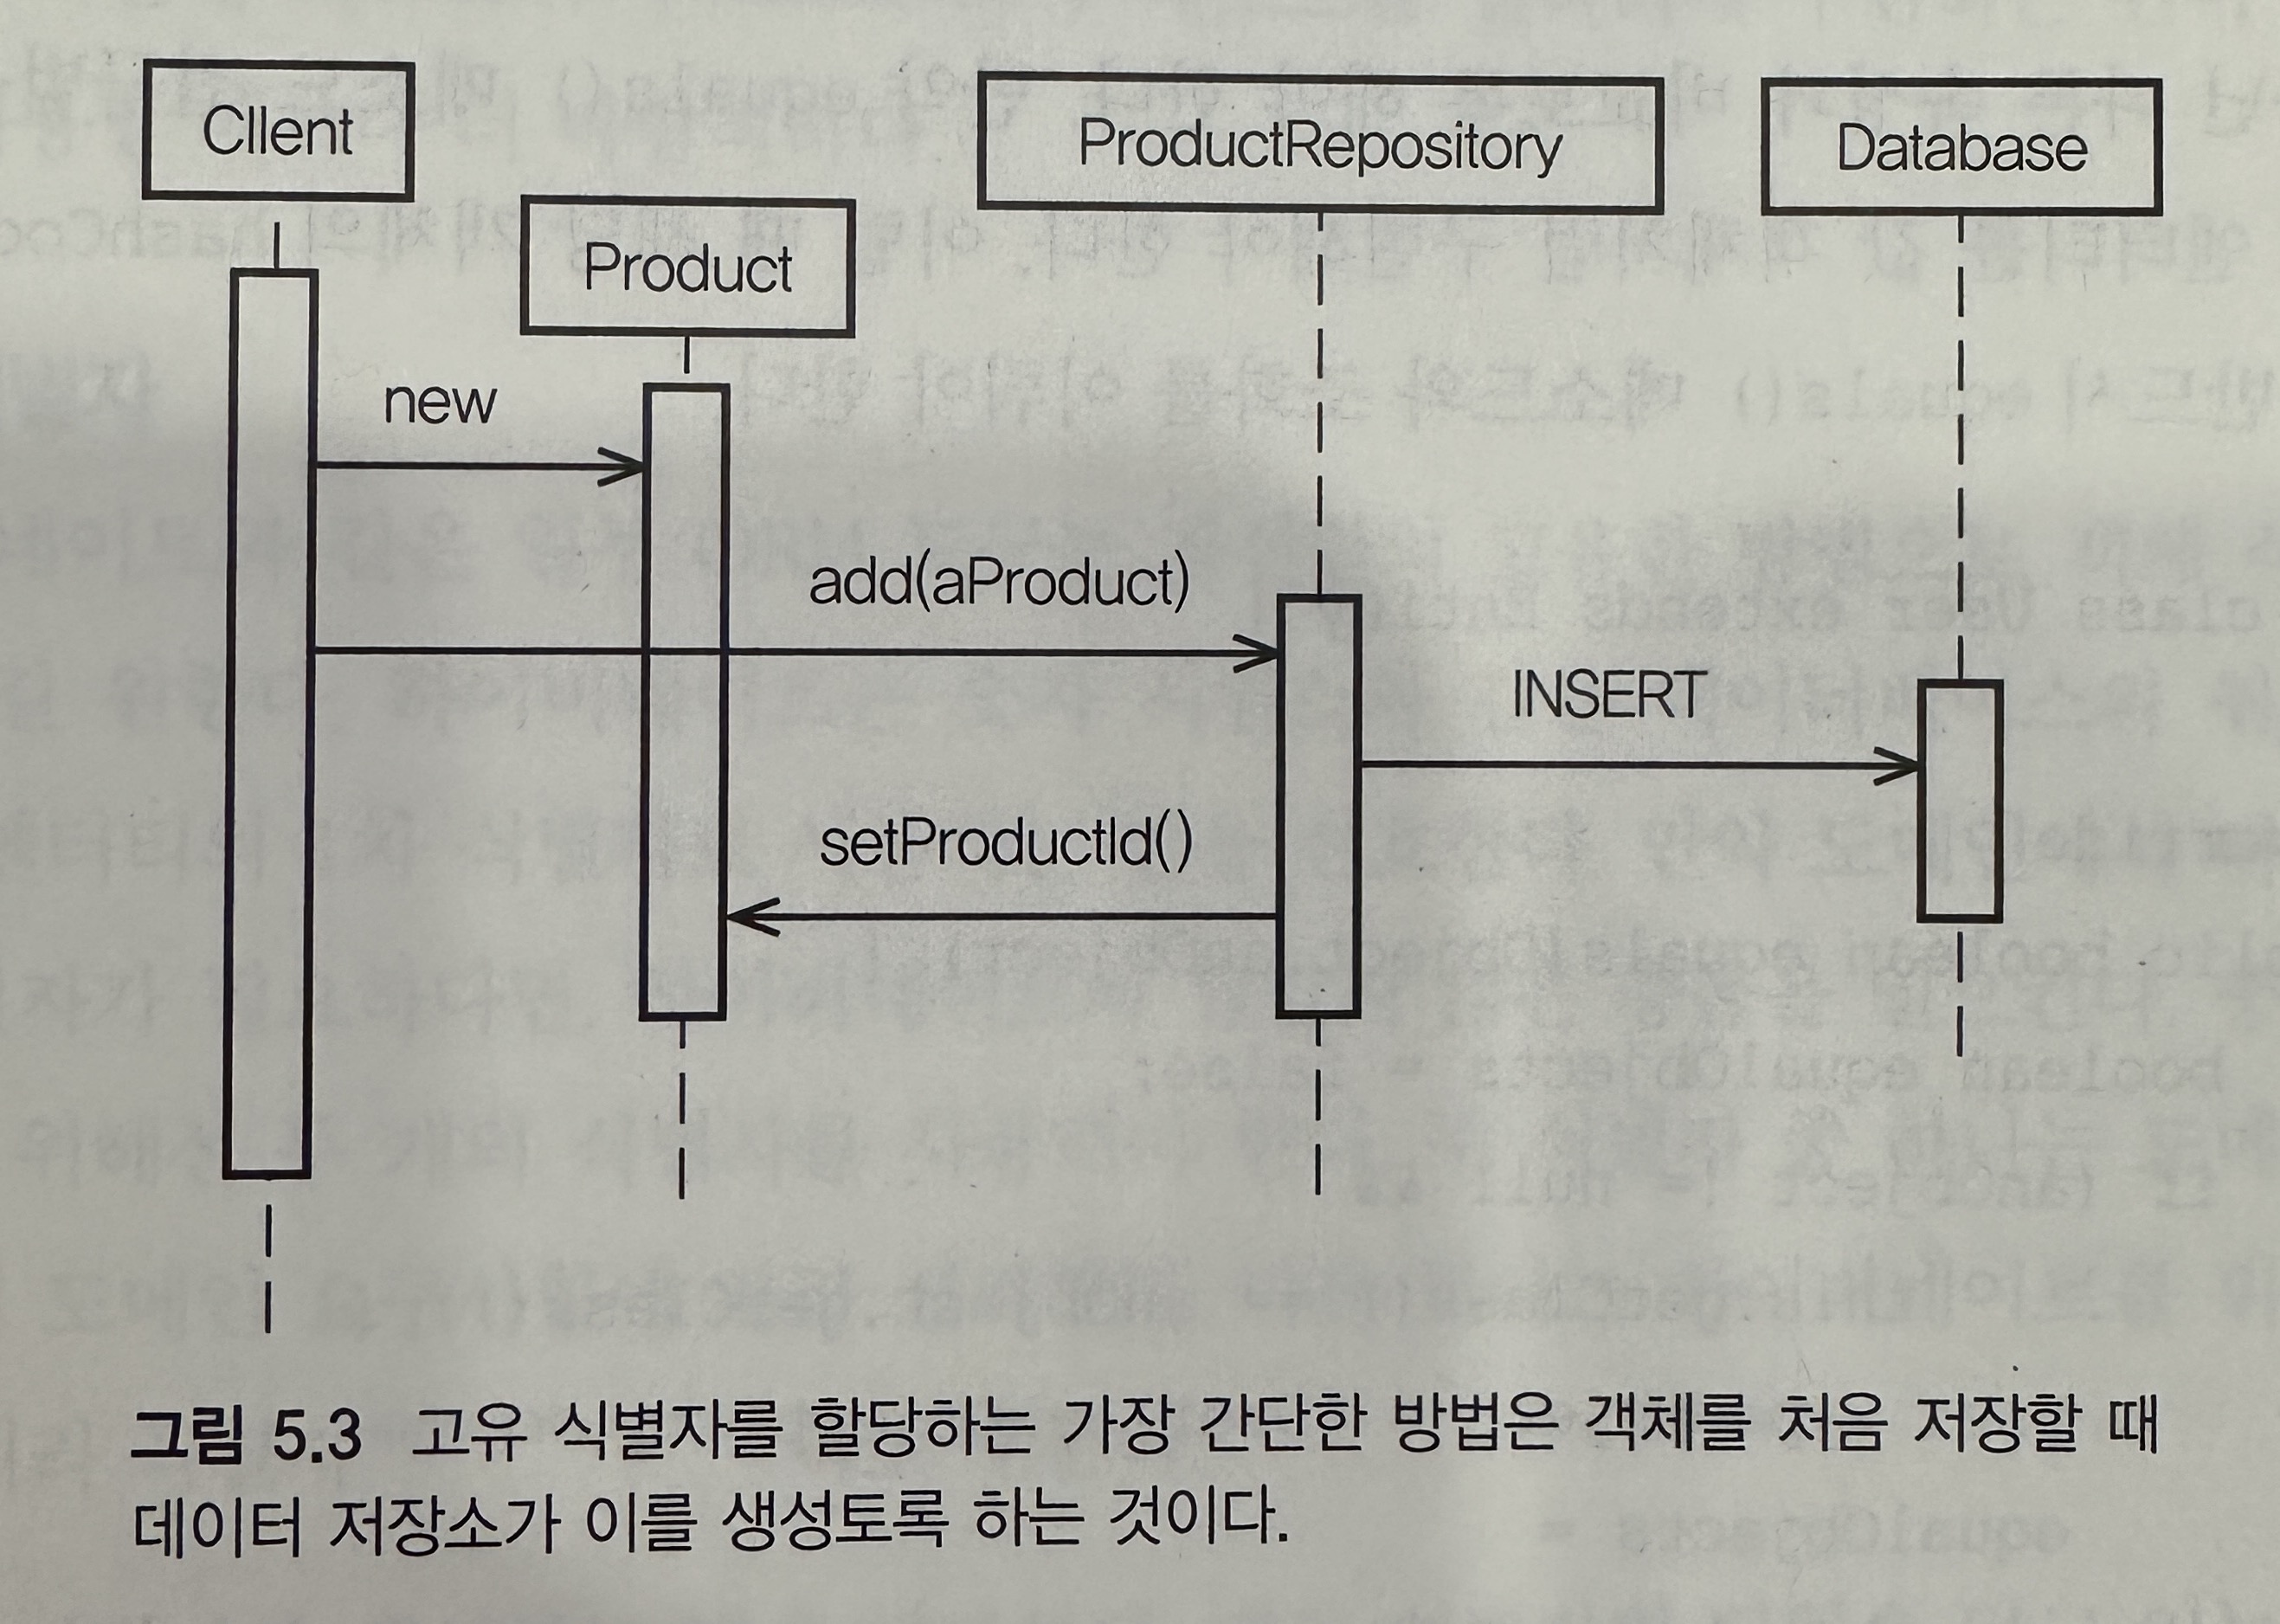 Cllent
ProductRepository
Database
Product
new
add(aProduct)
INSERT
setProductId()
그림 5.3 고유 식별자를 할당하는 가장 간단한 방법은 객체를 처음 저장할 때
데이터 저장소가 이를 생성토록 하는 것이다.